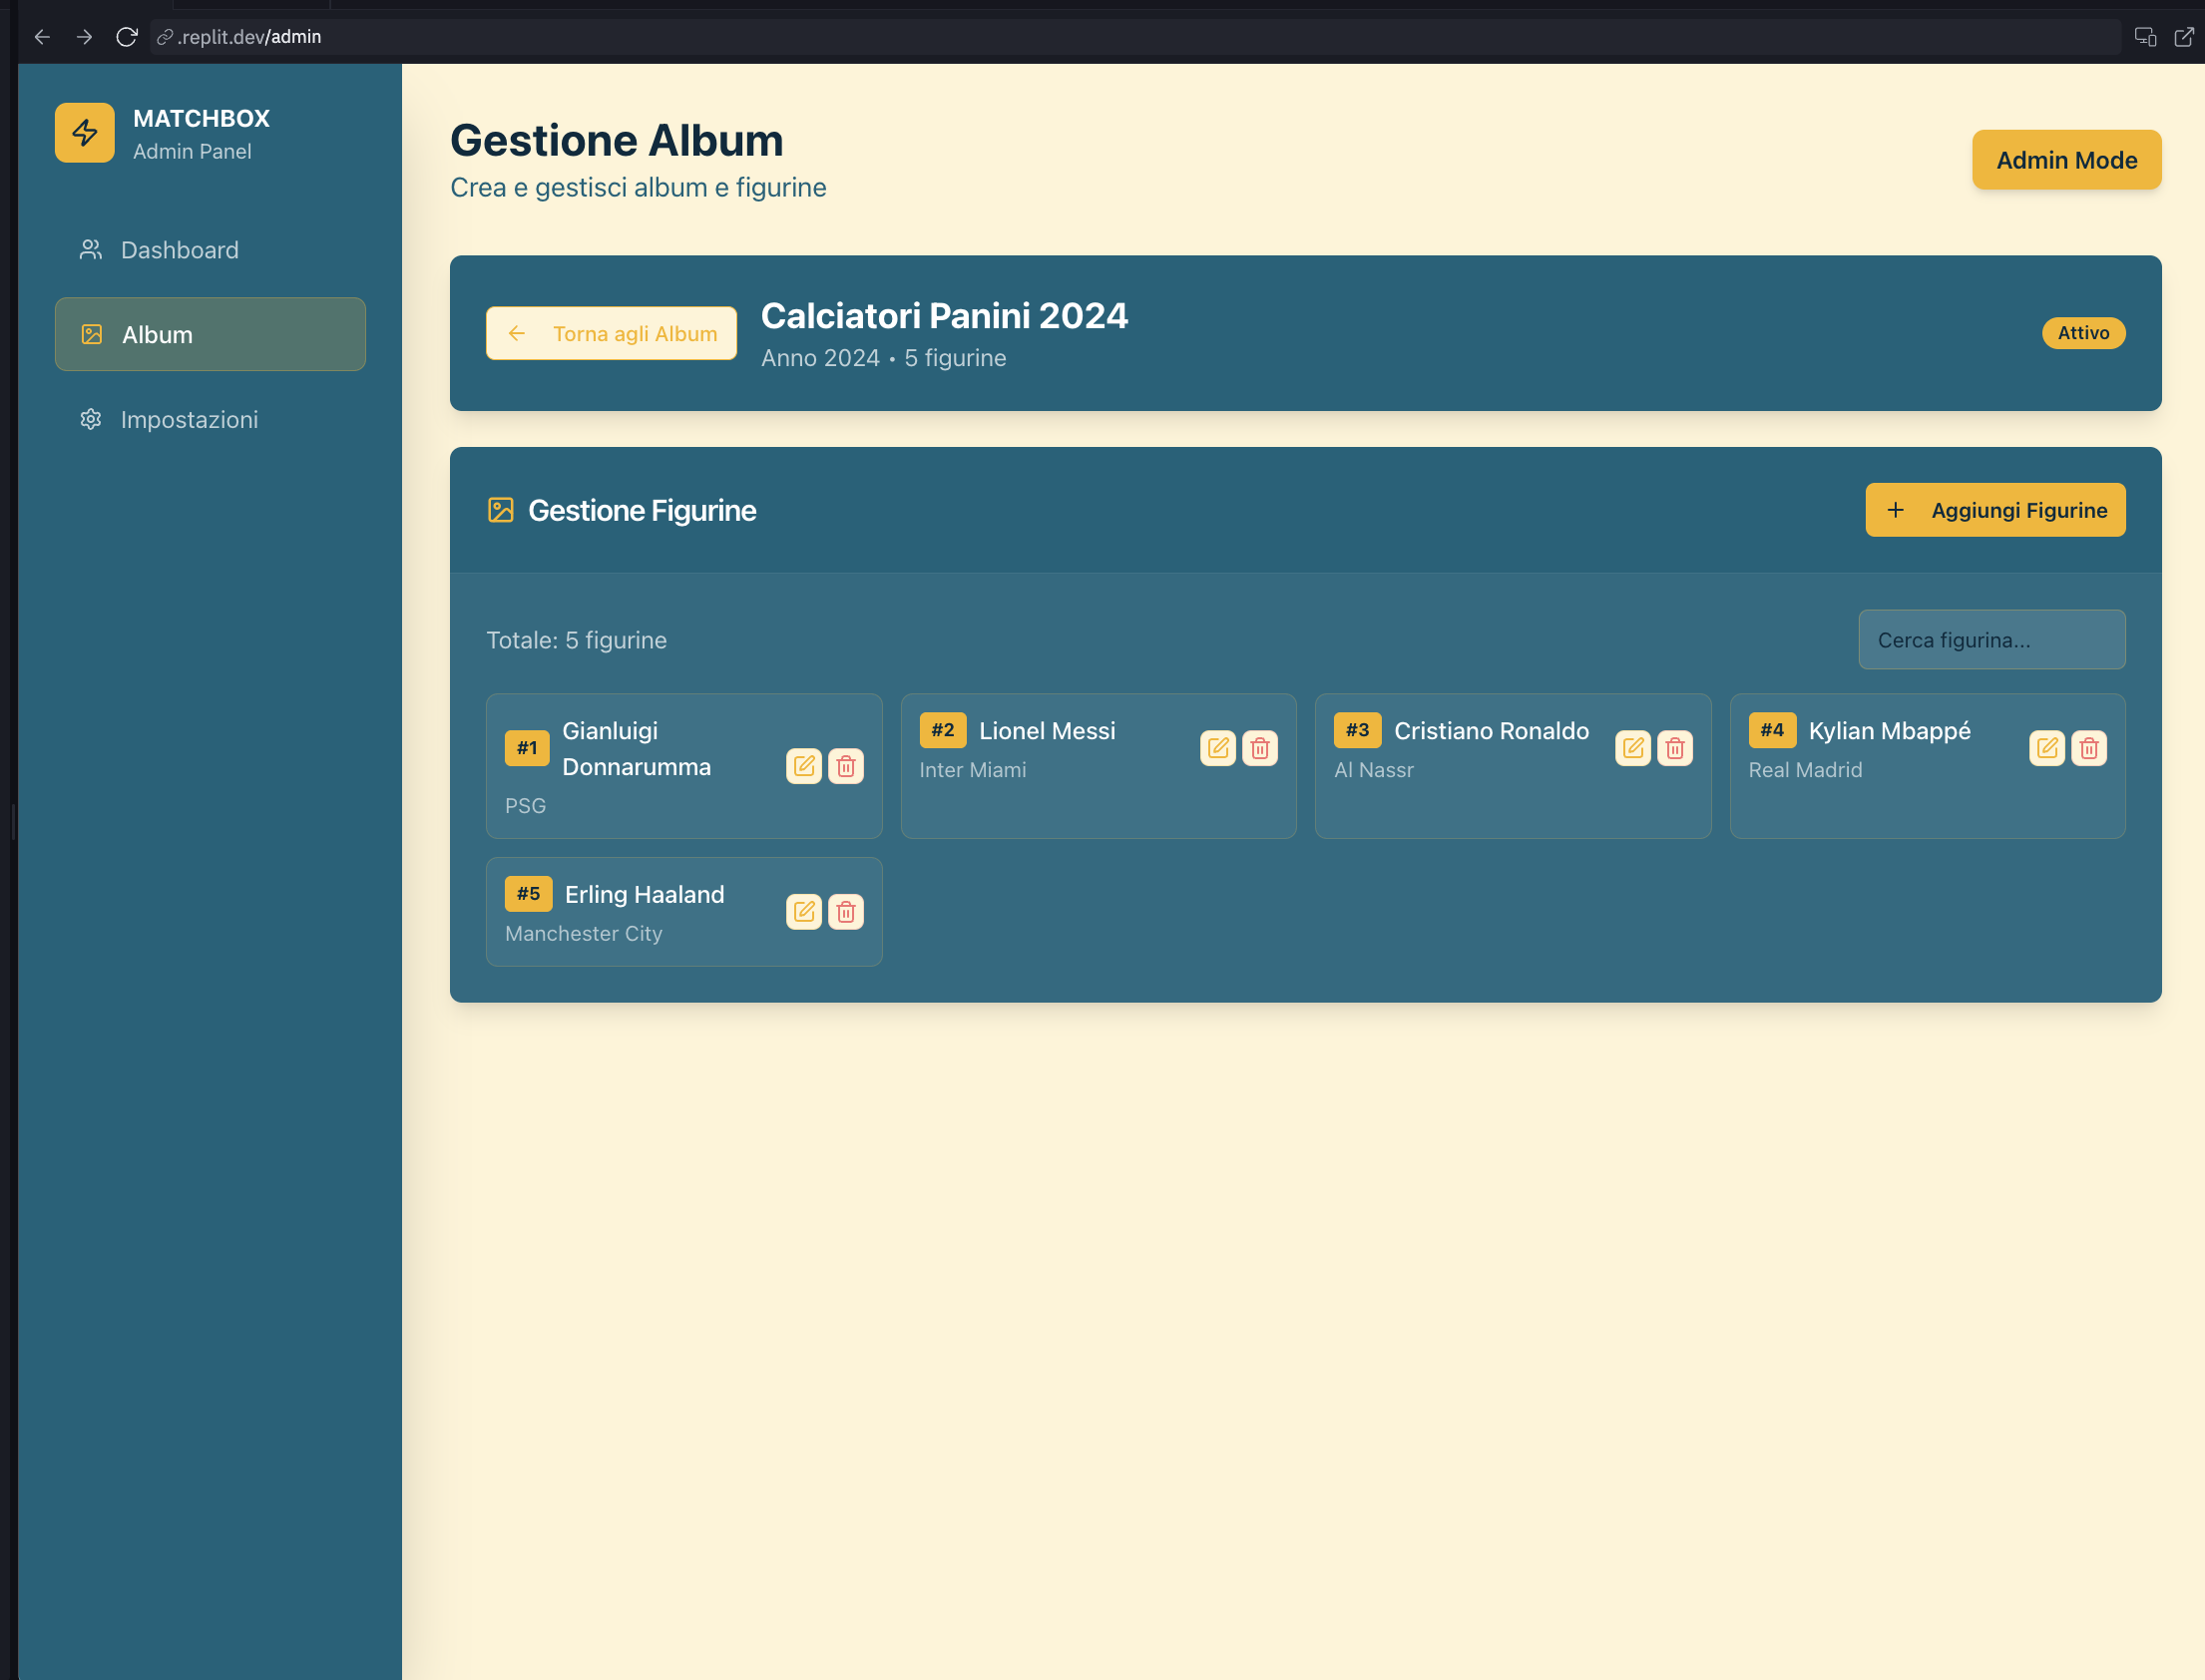 .replit.dev/admin
MATCHBOX
Admin Panel
Dashboard
Album
Impostazioni
Gestione Album
Crea e gestisci album e figurine
Admin Mode
Torna agli Album
Calciatori Panini 2024
Anno 2024 • 5 figurine
Attivo
Gestione Figurine
Aggiungi Figurine
Totale: 5 figurine
Cerca figurina...
#1 Gianluigi
Donnarumma
PSG
#2 Lionel Messi
Inter Miami
#3 Cristiano Ronaldo
Al Nassr
#4 Kylian Mbappé
Real Madrid
#5 Erling Haaland
Manchester City